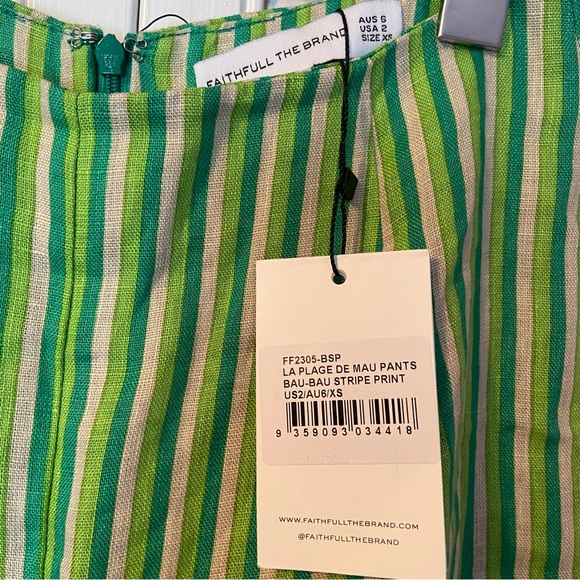 FAITHFULL THE BRAND
AUS 6
USA 2
SIZE XS
FF2305-BSP
LA PLAGE DE MAU PANTS
BAU-BAU STRIPE PRINT
US2/AU6/XS
9 359093 034418
WWW.FAITHFULLTHEBRAND.COM
@FAITHFULLTHEBRAND